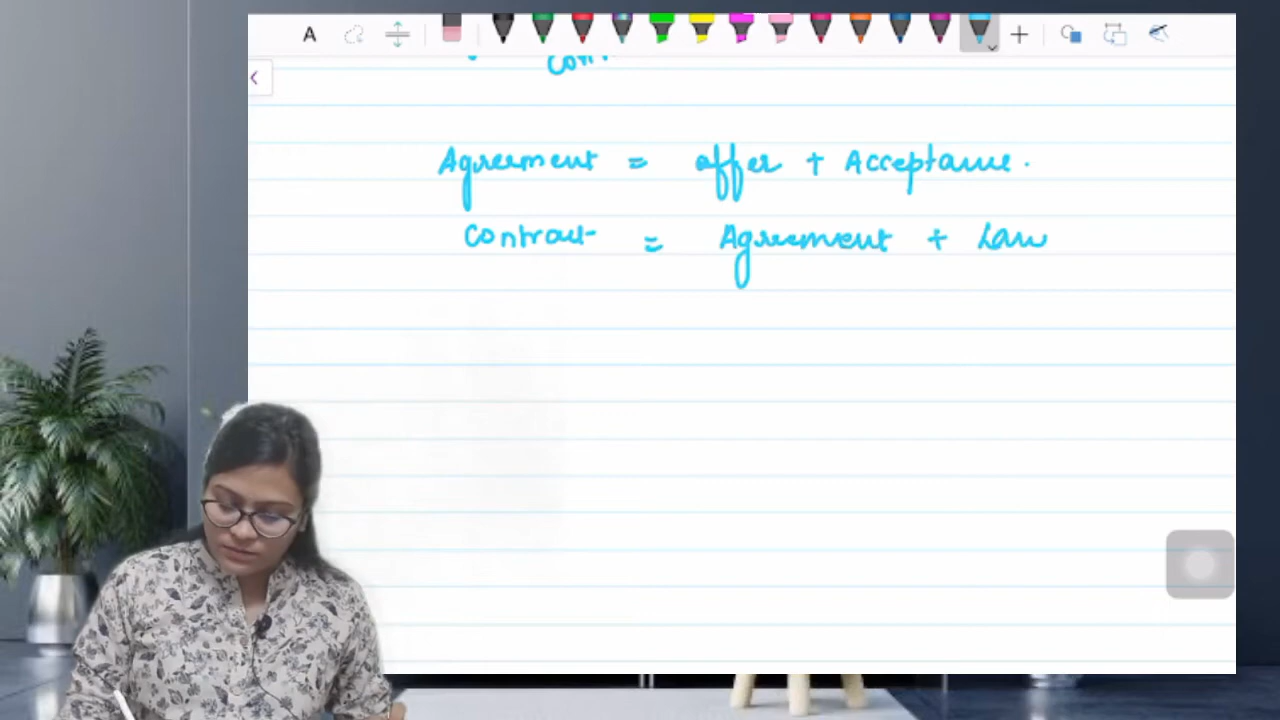 A
Agreement = offer + Acceptance.
Contract = Agreement + Law